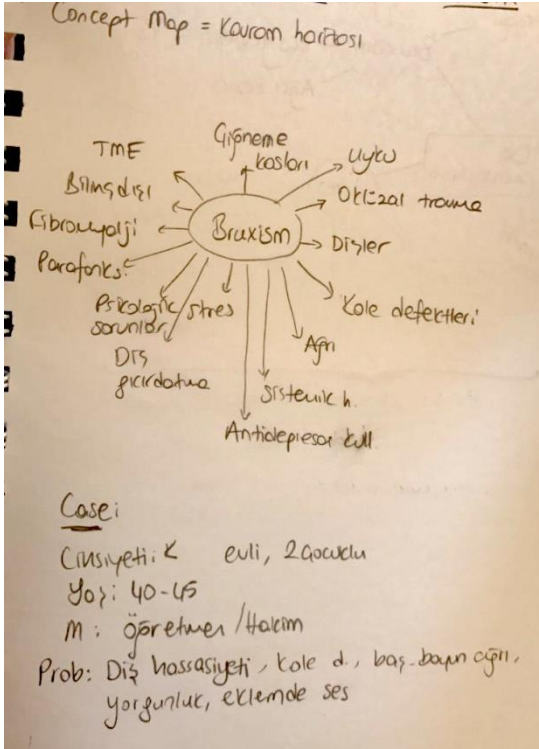 Concept Map = Kavram haritası
Çiğneme
kasları
TME
Uyku
Bilinçdışı
Oklüzal travma
Fibromyalji
Bruxism
Dişler
Parafonks.
Psikolojik
sorunlar
stres
Kole defektleri
Diş
gıcırdatma
Ağrı
Sistemik h.
Antidepresan kull.
Case:
Cinsiyeti: K evli, 2 çocuklu
Yaş: 40-45
M: Öğretmen / Hakim
Prob: Diş hassasiyeti, kole d., baş-boyun ağrı,
yorgunluk, eklemde ses